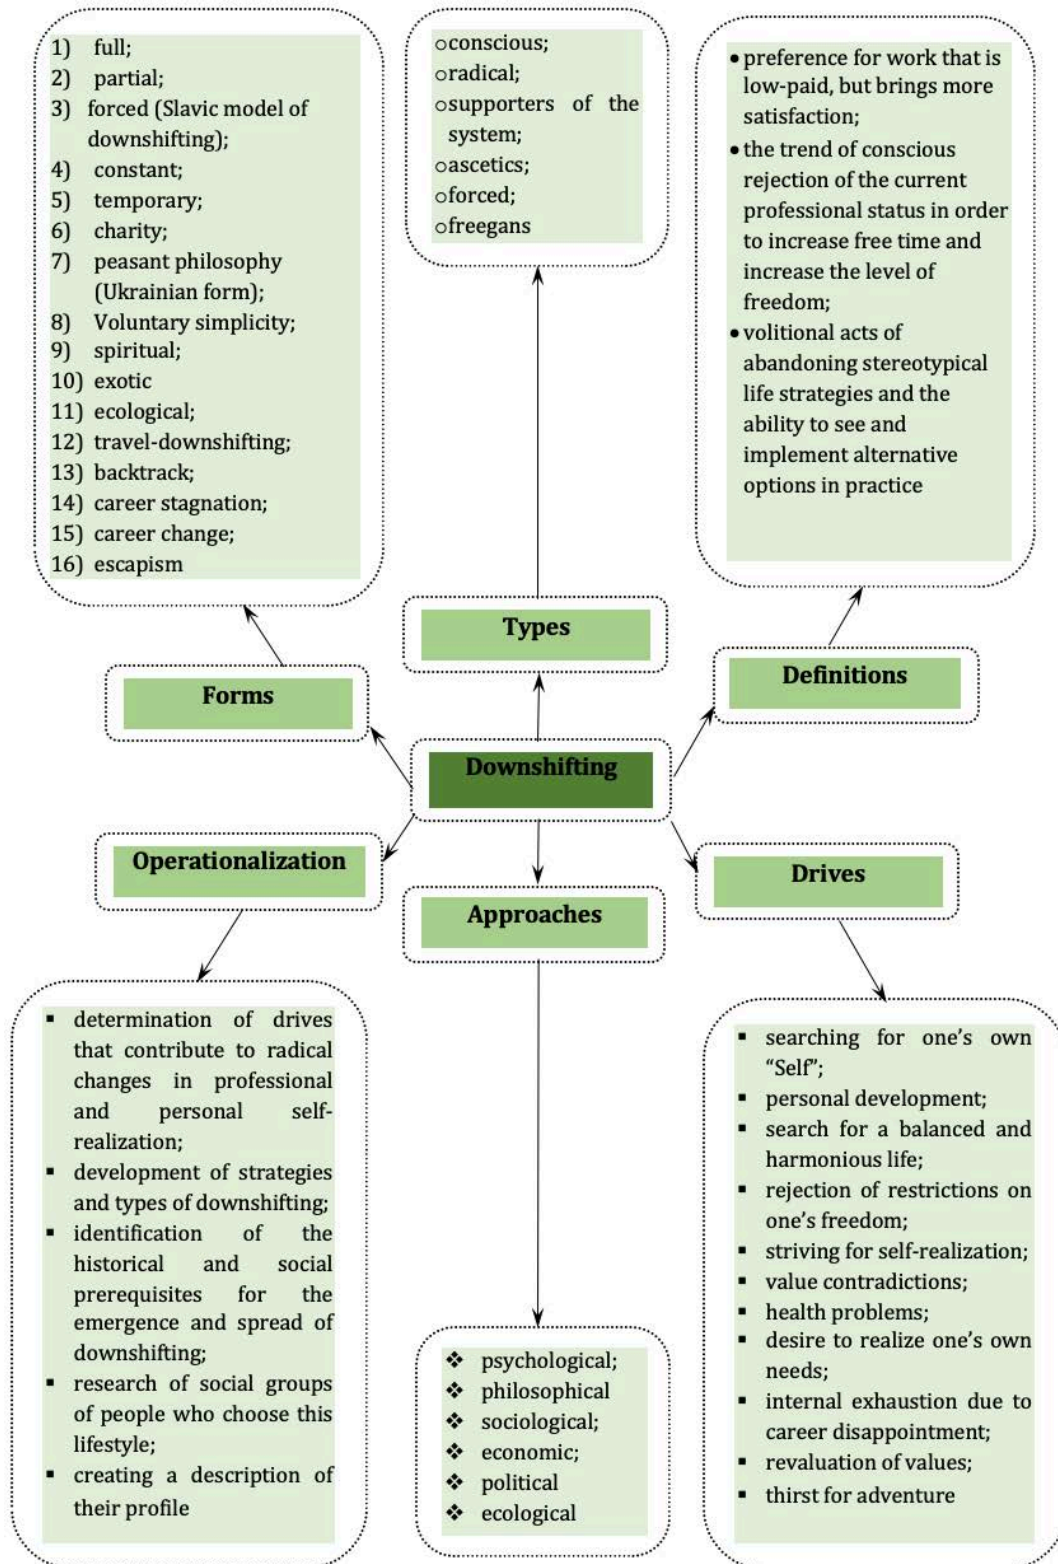 1) full;
2) partial;
3) forced (Slavic model of
downshifting);
4) constant;
5) temporary;
6) charity;
7) peasant philosophy
(Ukrainian form);
8) Voluntary simplicity;
9) spiritual;
10) exotic
11) ecological;
12) travel-downshifting;
13) backtrack;
14) career stagnation;
15) career change;
16) escapism
○conscious;
○radical;
○supporters of the
system;
○ascetics;
○forced;
○freegans
• preference for work that is
low-paid, but brings more
satisfaction;
• the trend of conscious
rejection of the current
professional status in order
to increase free time and
increase the level of
freedom;
• volitional acts of
abandoning stereotypical
life strategies and the
ability to see and
implement alternative
options in practice
Types
Forms
Definitions
Downshifting
Operationalization
Drives
Approaches
▪ determination of drives
that contribute to radical
changes in professional
and personal self-
realization;
▪ development of strategies
and types of downshifting;
▪ identification of the
historical and social
prerequisites for the
emergence and spread of
downshifting;
▪ research of social groups
of people who choose this
lifestyle;
▪ creating a description of
their profile
❖ psychological;
❖ philosophical
❖ sociological;
❖ economic;
❖ political
❖ ecological
▪ searching for one's own
“Self”;
▪ personal development;
▪ search for a balanced and
harmonious life;
▪ rejection of restrictions on
one's freedom;
▪ striving for self-realization;
▪ value contradictions;
▪ health problems;
▪ desire to realize one's own
needs;
▪ internal exhaustion due to
career disappointment;
▪ revaluation of values;
▪ thirst for adventure